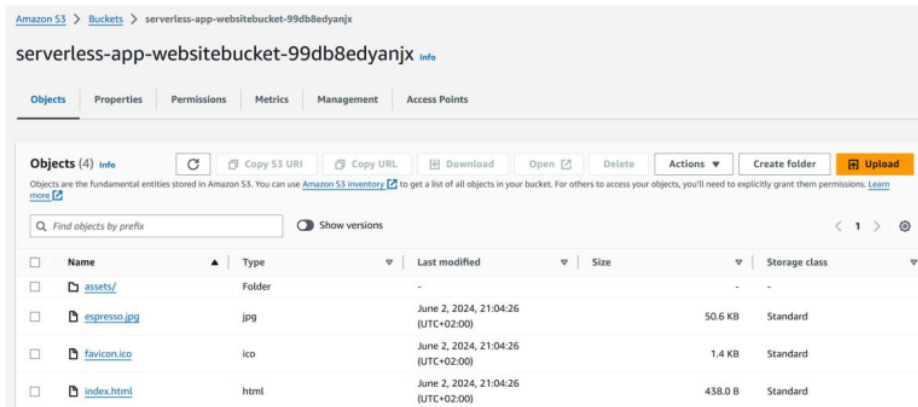 Amazon S3 > Buckets > serverless-app-websitebucket-99db8edyanjx
serverless-app-websitebucket-99db8edyanjx Info
Objects Properties Permissions Metrics Management Access Points
Objects (4) Info Copy S3 URI Copy URL Download Open Delete Actions Create folder Upload
Objects are the fundamental entities stored in Amazon S3. You can use Amazon S3 inventory to get a list of all objects in your bucket. For others to access your objects, you'll need to explicitly grant them permissions. Learn
more
Find objects by prefix Show versions < 1 >
Name Type Last modified Size Storage class
assets/ Folder - - -
espresso.jpg jpg June 2, 2024, 21:04:26 (UTC+02:00) 50.6 KB Standard
favicon.ico ico June 2, 2024, 21:04:26 (UTC+02:00) 1.4 KB Standard
index.html html June 2, 2024, 21:04:26 (UTC+02:00) 438.0 B Standard